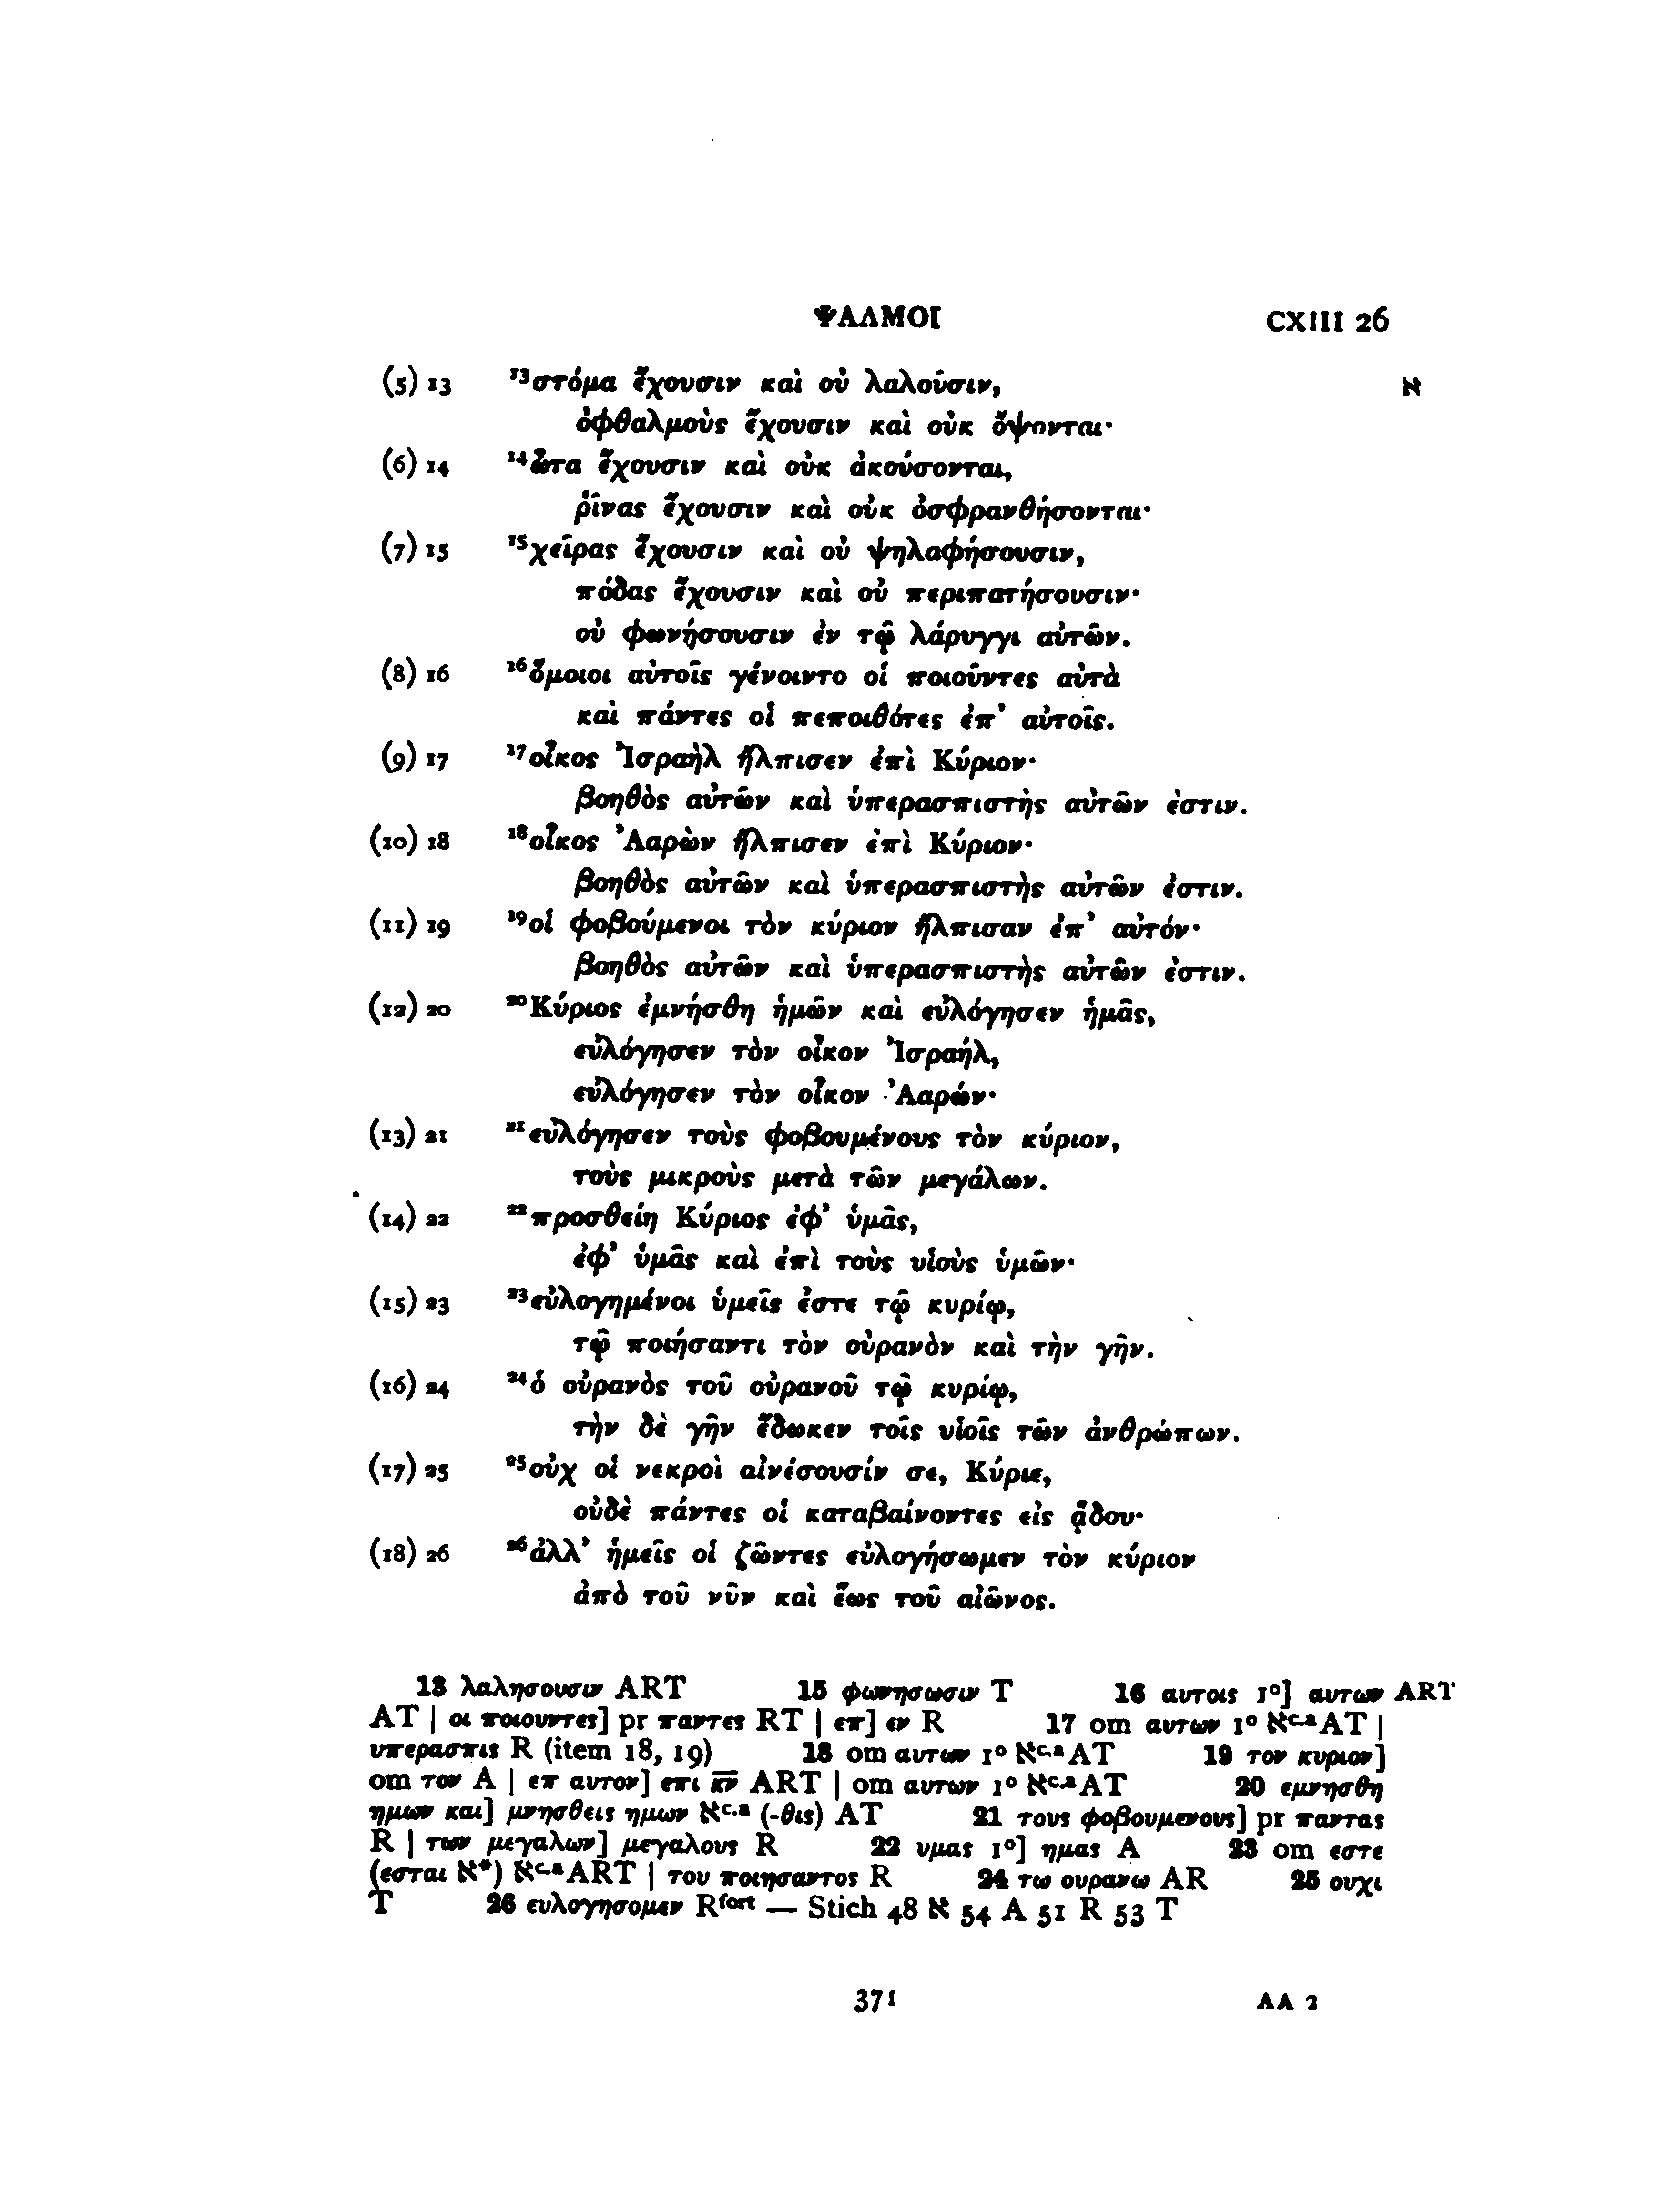 ΨΑΛΜΟΙ CXIII 26
(5) 13 ¹³στόμα ἔχουσιν καὶ οὐ λαλοῦσιν, א
ὀφθαλμοὺς ἔχουσιν καὶ οὐκ ὄψονται·
(6) 14 ¹⁴ὦτα ἔχουσιν καὶ οὐκ ἀκούσονται,
ῥῖνας ἔχουσιν καὶ οὐκ ὀσφρανθήσονται·
(7) 15 ¹⁵χεῖρας ἔχουσιν καὶ οὐ ψηλαφήσουσιν,
πόδας ἔχουσιν καὶ οὐ περιπατήσουσιν·
οὐ φωνήσουσιν ἐν τῷ λάρυγγι αὐτῶν.
(8) 16 ¹⁶ὅμοιοι αὐτοῖς γένοιντο οἱ ποιοῦντες αὐτὰ
καὶ πάντες οἱ πεποιθότες ἐπ’ αὐτοῖς.
(9) 17 ¹⁷οἶκος Ἰσραὴλ ἤλπισεν ἐπὶ Κύριον·
βοηθὸς αὐτῶν καὶ ὑπερασπιστὴς αὐτῶν ἐστιν.
(10) 18 ¹⁸οἶκος Ἀαρὼν ἤλπισεν ἐπὶ Κύριον·
βοηθὸς αὐτῶν καὶ ὑπερασπιστὴς αὐτῶν ἐστιν.
(11) 19 ¹⁹οἱ φοβούμενοι τὸν κύριον ἤλπισαν ἐπ’ αὐτόν·
βοηθὸς αὐτῶν καὶ ὑπερασπιστὴς αὐτῶν ἐστιν.
(12) 20 ²⁰Κύριος ἐμνήσθη ἡμῶν καὶ εὐλόγησεν ἡμᾶς,
εὐλόγησεν τὸν οἶκον Ἰσραήλ,
εὐλόγησεν τὸν οἶκον Ἀαρών·
(13) 21 ²¹εὐλόγησεν τοὺς φοβουμένους τὸν κύριον,
τοὺς μικροὺς μετὰ τῶν μεγάλων.
(14) 22 ²²προσθείη Κύριος ἐφ’ ὑμᾶς,
ἐφ’ ὑμᾶς καὶ ἐπὶ τοὺς υἱοὺς ὑμῶν·
(15) 23 ²³εὐλογημένοι ὑμεῖς ἐστε τῷ κυρίῳ,
τῷ ποιήσαντι τὸν οὐρανὸν καὶ τὴν γῆν.
(16) 24 ²⁴ὁ οὐρανὸς τοῦ οὐρανοῦ τῷ κυρίῳ,
τὴν δὲ γῆν ἔδωκεν τοῖς υἱοῖς τῶν ἀνθρώπων.
(17) 25 ²⁵οὐχ οἱ νεκροὶ αἰνέσουσίν σε, Κύριε,
οὐδὲ πάντες οἱ καταβαίνοντες εἰς ᾅδου·
(18) 26 ²⁶ἀλλ’ ἡμεῖς οἱ ζῶντες εὐλογήσωμεν τὸν κύριον
ἀπὸ τοῦ νῦν καὶ ἕως τοῦ αἰῶνος.
13 λαλησουσιν ART 15 φωνησωσιν T 16 αυτοις 1°] αυτων ART
AT | οι ποιουντες] pr παντες RT | επ] εν R 17 om αυτων 1° אᶜ·ᵃAT |
υπερασπις R (item 18, 19) 18 om αυτων 1° אᶜ·ᵃAT 19 τον κυριον]
om τον A | επ αυτον] επι κ̅ν̅ ART | om αυτων 1° אᶜ·ᵃAT 20 εμνησθη
ημων και] μνησθεις ημων אᶜ·ᵃ (-θις) AT 21 τους φοβουμενους] pr παντας
R | των μεγαλων] μεγαλους R 22 υμας 1°] ημας A 23 om εστε
(εσται א*) אᶜ·ᵃART | του ποιησαντος R 24 τω ουρανω AR 25 ουχι
T 26 ευλογησομεν Rᶠᵒʳᵗ — Stich 48 א 54 A 51 R 53 T
371 AA 2